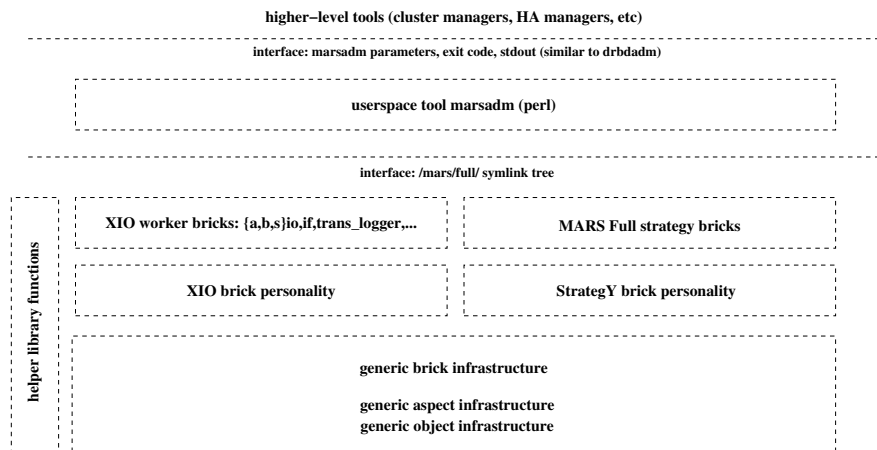 higher−level tools (cluster managers, HA managers, etc)
interface: marsadm parameters, exit code, stdout (similar to drbdadm)
userspace tool marsadm (perl)
interface: /mars/full/ symlink tree
helper library functions
XIO worker bricks: {a,b,s}io,if,trans_logger,...
MARS Full strategy bricks
XIO brick personality
StrategY brick personality
generic brick infrastructure
generic aspect infrastructure
generic object infrastructure